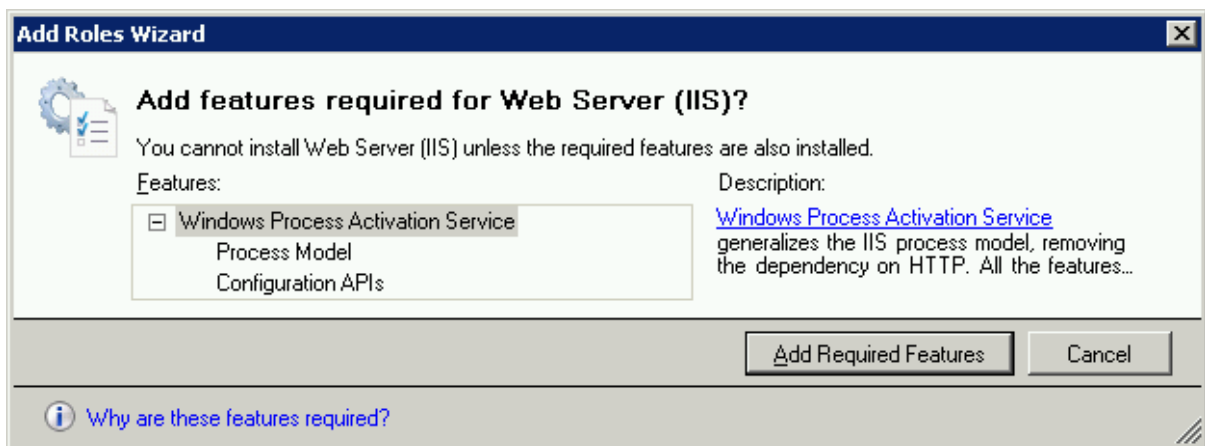 Add Roles Wizard
Add features required for Web Server (IIS)?
You cannot install Web Server (IIS) unless the required features are also installed.
Features:
Windows Process Activation Service
Process Model
Configuration APIs
Description:
Windows Process Activation Service
generalizes the IIS process model, removing
the dependency on HTTP. All the features...
Add Required Features
Cancel
Why are these features required?